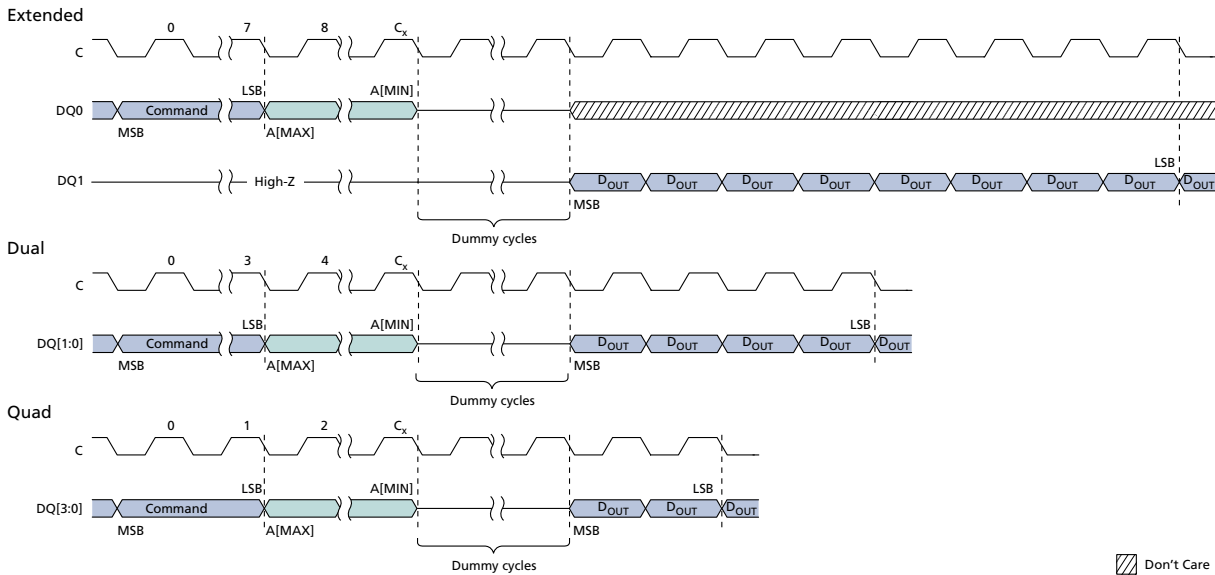 Extended
0 7 8 Cx
C
LSB A[MIN]
DQ0 Command
MSB A[MAX]
LSB
DQ1 High-Z DOUT DOUT DOUT DOUT DOUT DOUT DOUT DOUT DOUT
MSB
Dummy cycles
Dual
0 3 4 Cx
C
LSB A[MIN] LSB
DQ[1:0] Command DOUT DOUT DOUT DOUT DOUT
MSB A[MAX] MSB
Dummy cycles
Quad
0 1 2 Cx
C
LSB A[MIN] LSB
DQ[3:0] Command DOUT DOUT DOUT
MSB A[MAX] MSB
Dummy cycles
Don't Care